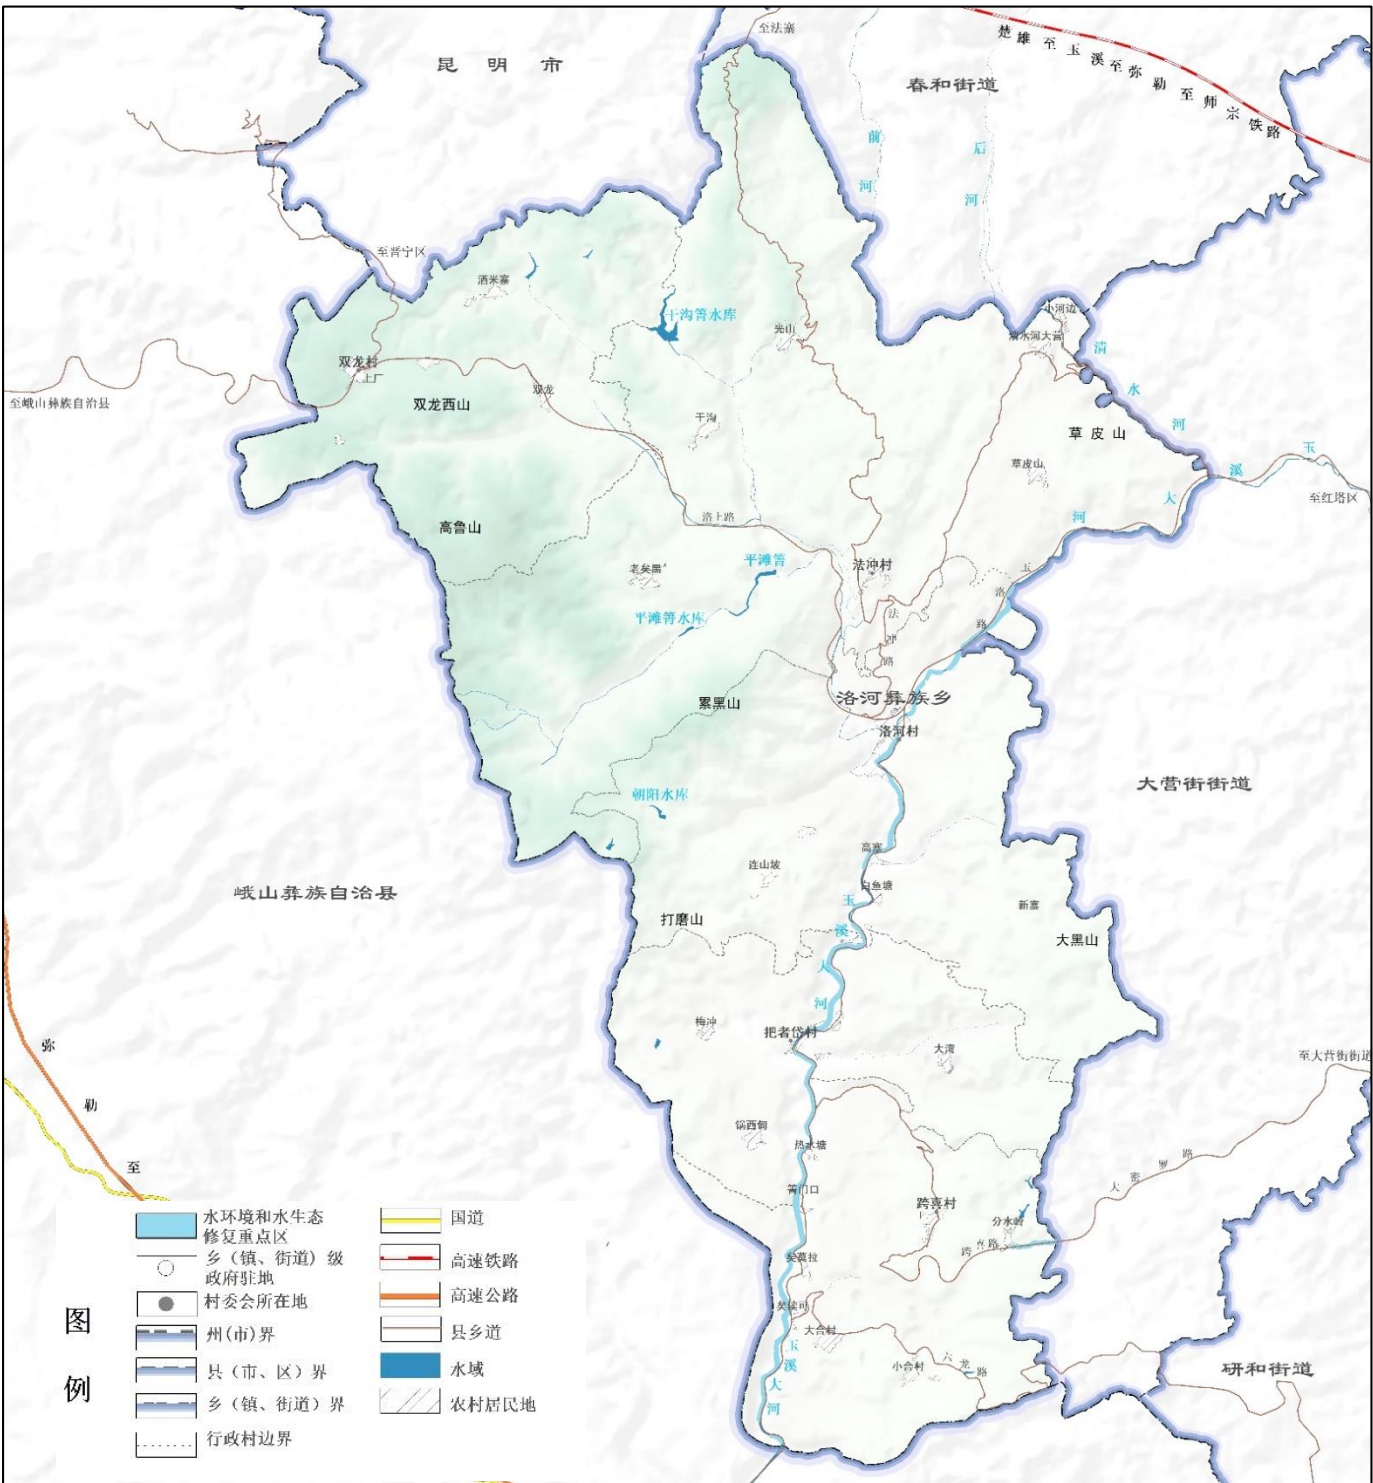 至法寨
昆明市
春和街道
楚雄至玉溪至弥勒至师宗铁路
前河
后河
至晋宁区
洒米寨
干沟箐水库
先山
小河边
清水河大营
清水河
双龙村
上厂
至峨山彝族自治县
双龙西山
双龙
干沟
草皮山
草皮山
玉溪大河
至红塔区
高鲁山
洛上路
老矣黑
平滩箐
法冲村
平滩箐水库
玉洛路
累黑山
洛河彝族乡
洛河村
朝阳水库
大营街街道
高寨
连山坡
白鱼塘
峨山彝族自治县
新寨
打磨山
玉溪大河
大黑山
梅冲
把者岱村
大湾
至大营街街道
弥勒至
锅西甸
热水塘
大密罗路
箐门口
跨喜村
分水岭
跨喜路
矣莫拉
矣读可
大合村
玉溪大河
小合村
六龙路
研和街道
图例
水环境和水生态
修复重点区
乡（镇、街道）级
政府驻地
村委会所在地
州(市)界
县（市、区）界
乡（镇、街道）界
行政村边界
国道
高速铁路
高速公路
县乡道
水域
农村居民地